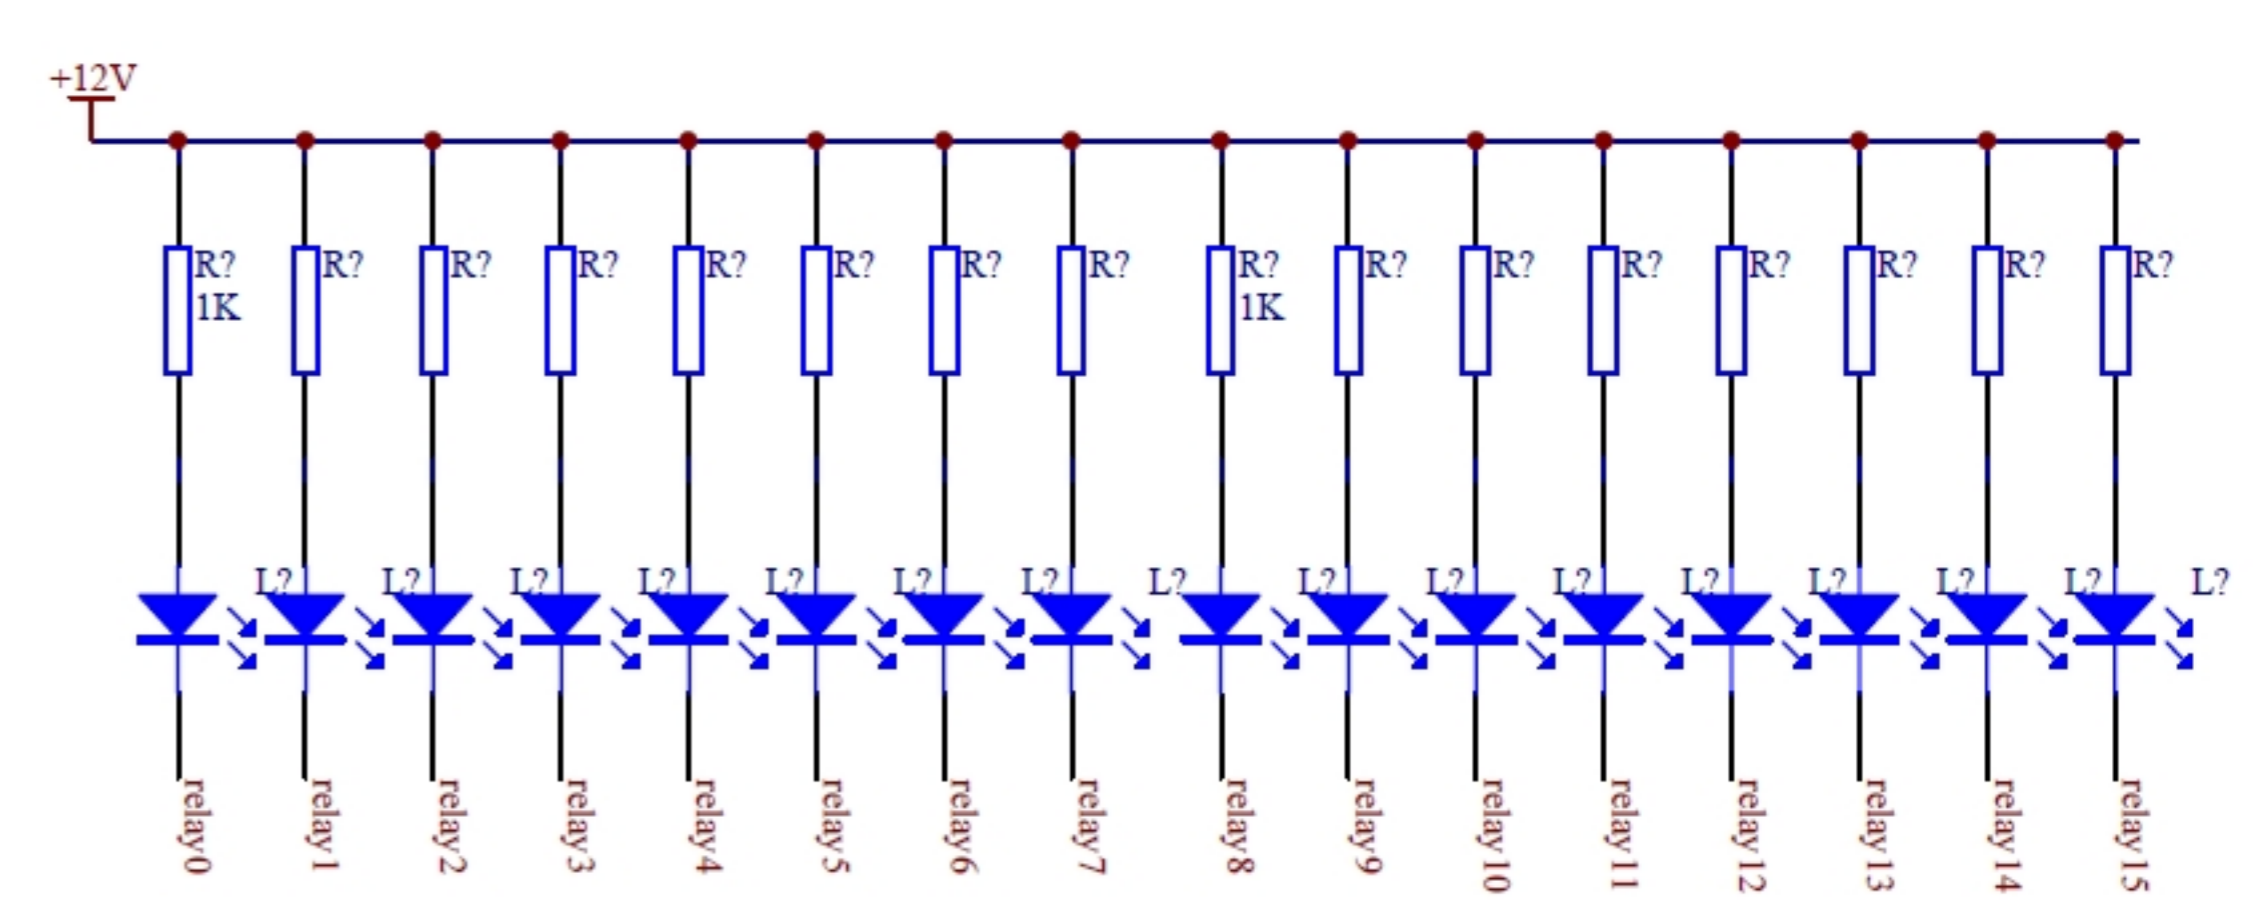 +12V
R? R? R? R? R? R? R? R? R? R? R? R? R? R? R? R?
1K 1K
L? L? L? L? L? L? L? L? L? L? L? L? L? L? L? L?
relay0
relay1
relay2
relay3
relay4
relay5
relay6
relay7
relay8
relay9
relay10
relay11
relay12
relay13
relay14
relay15